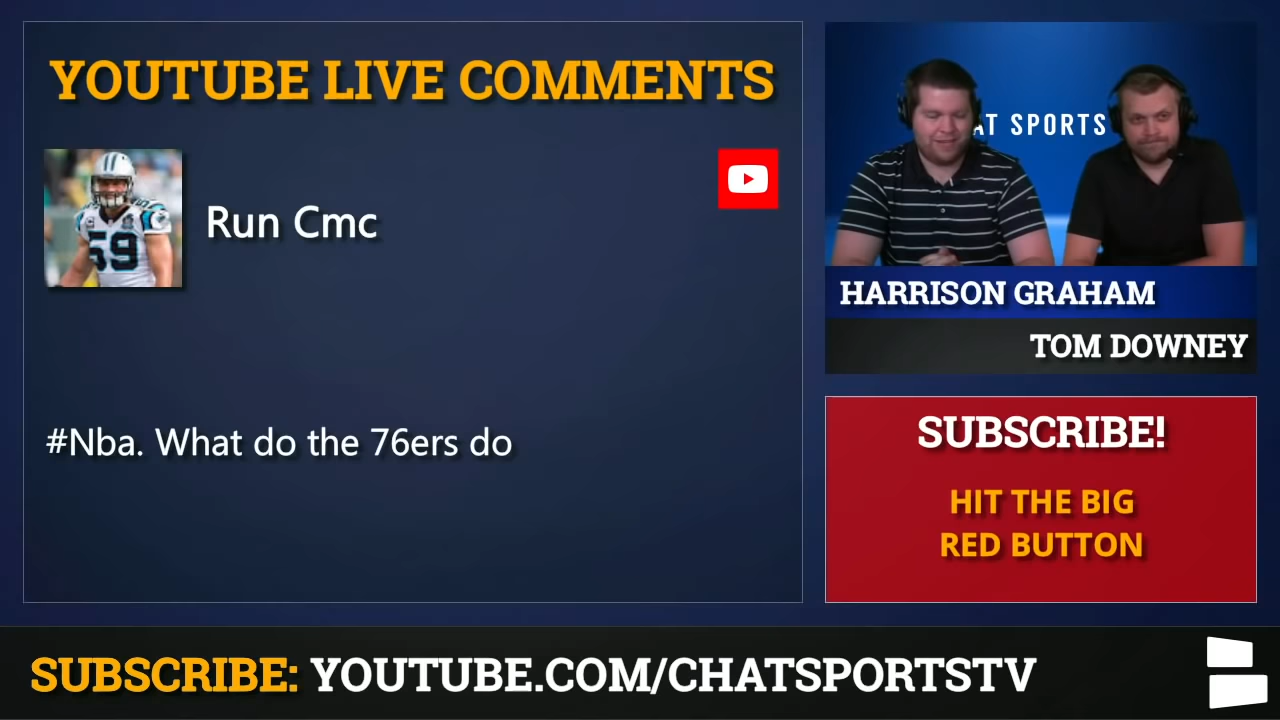 YOUTUBE LIVE COMMENTS
59
Run Cmc
#Nba. What do the 76ers do
AT SPORTS
HARRISON GRAHAM
TOM DOWNEY
SUBSCRIBE!
HIT THE BIG
RED BUTTON
SUBSCRIBE: YOUTUBE.COM/CHATSPORTSTV